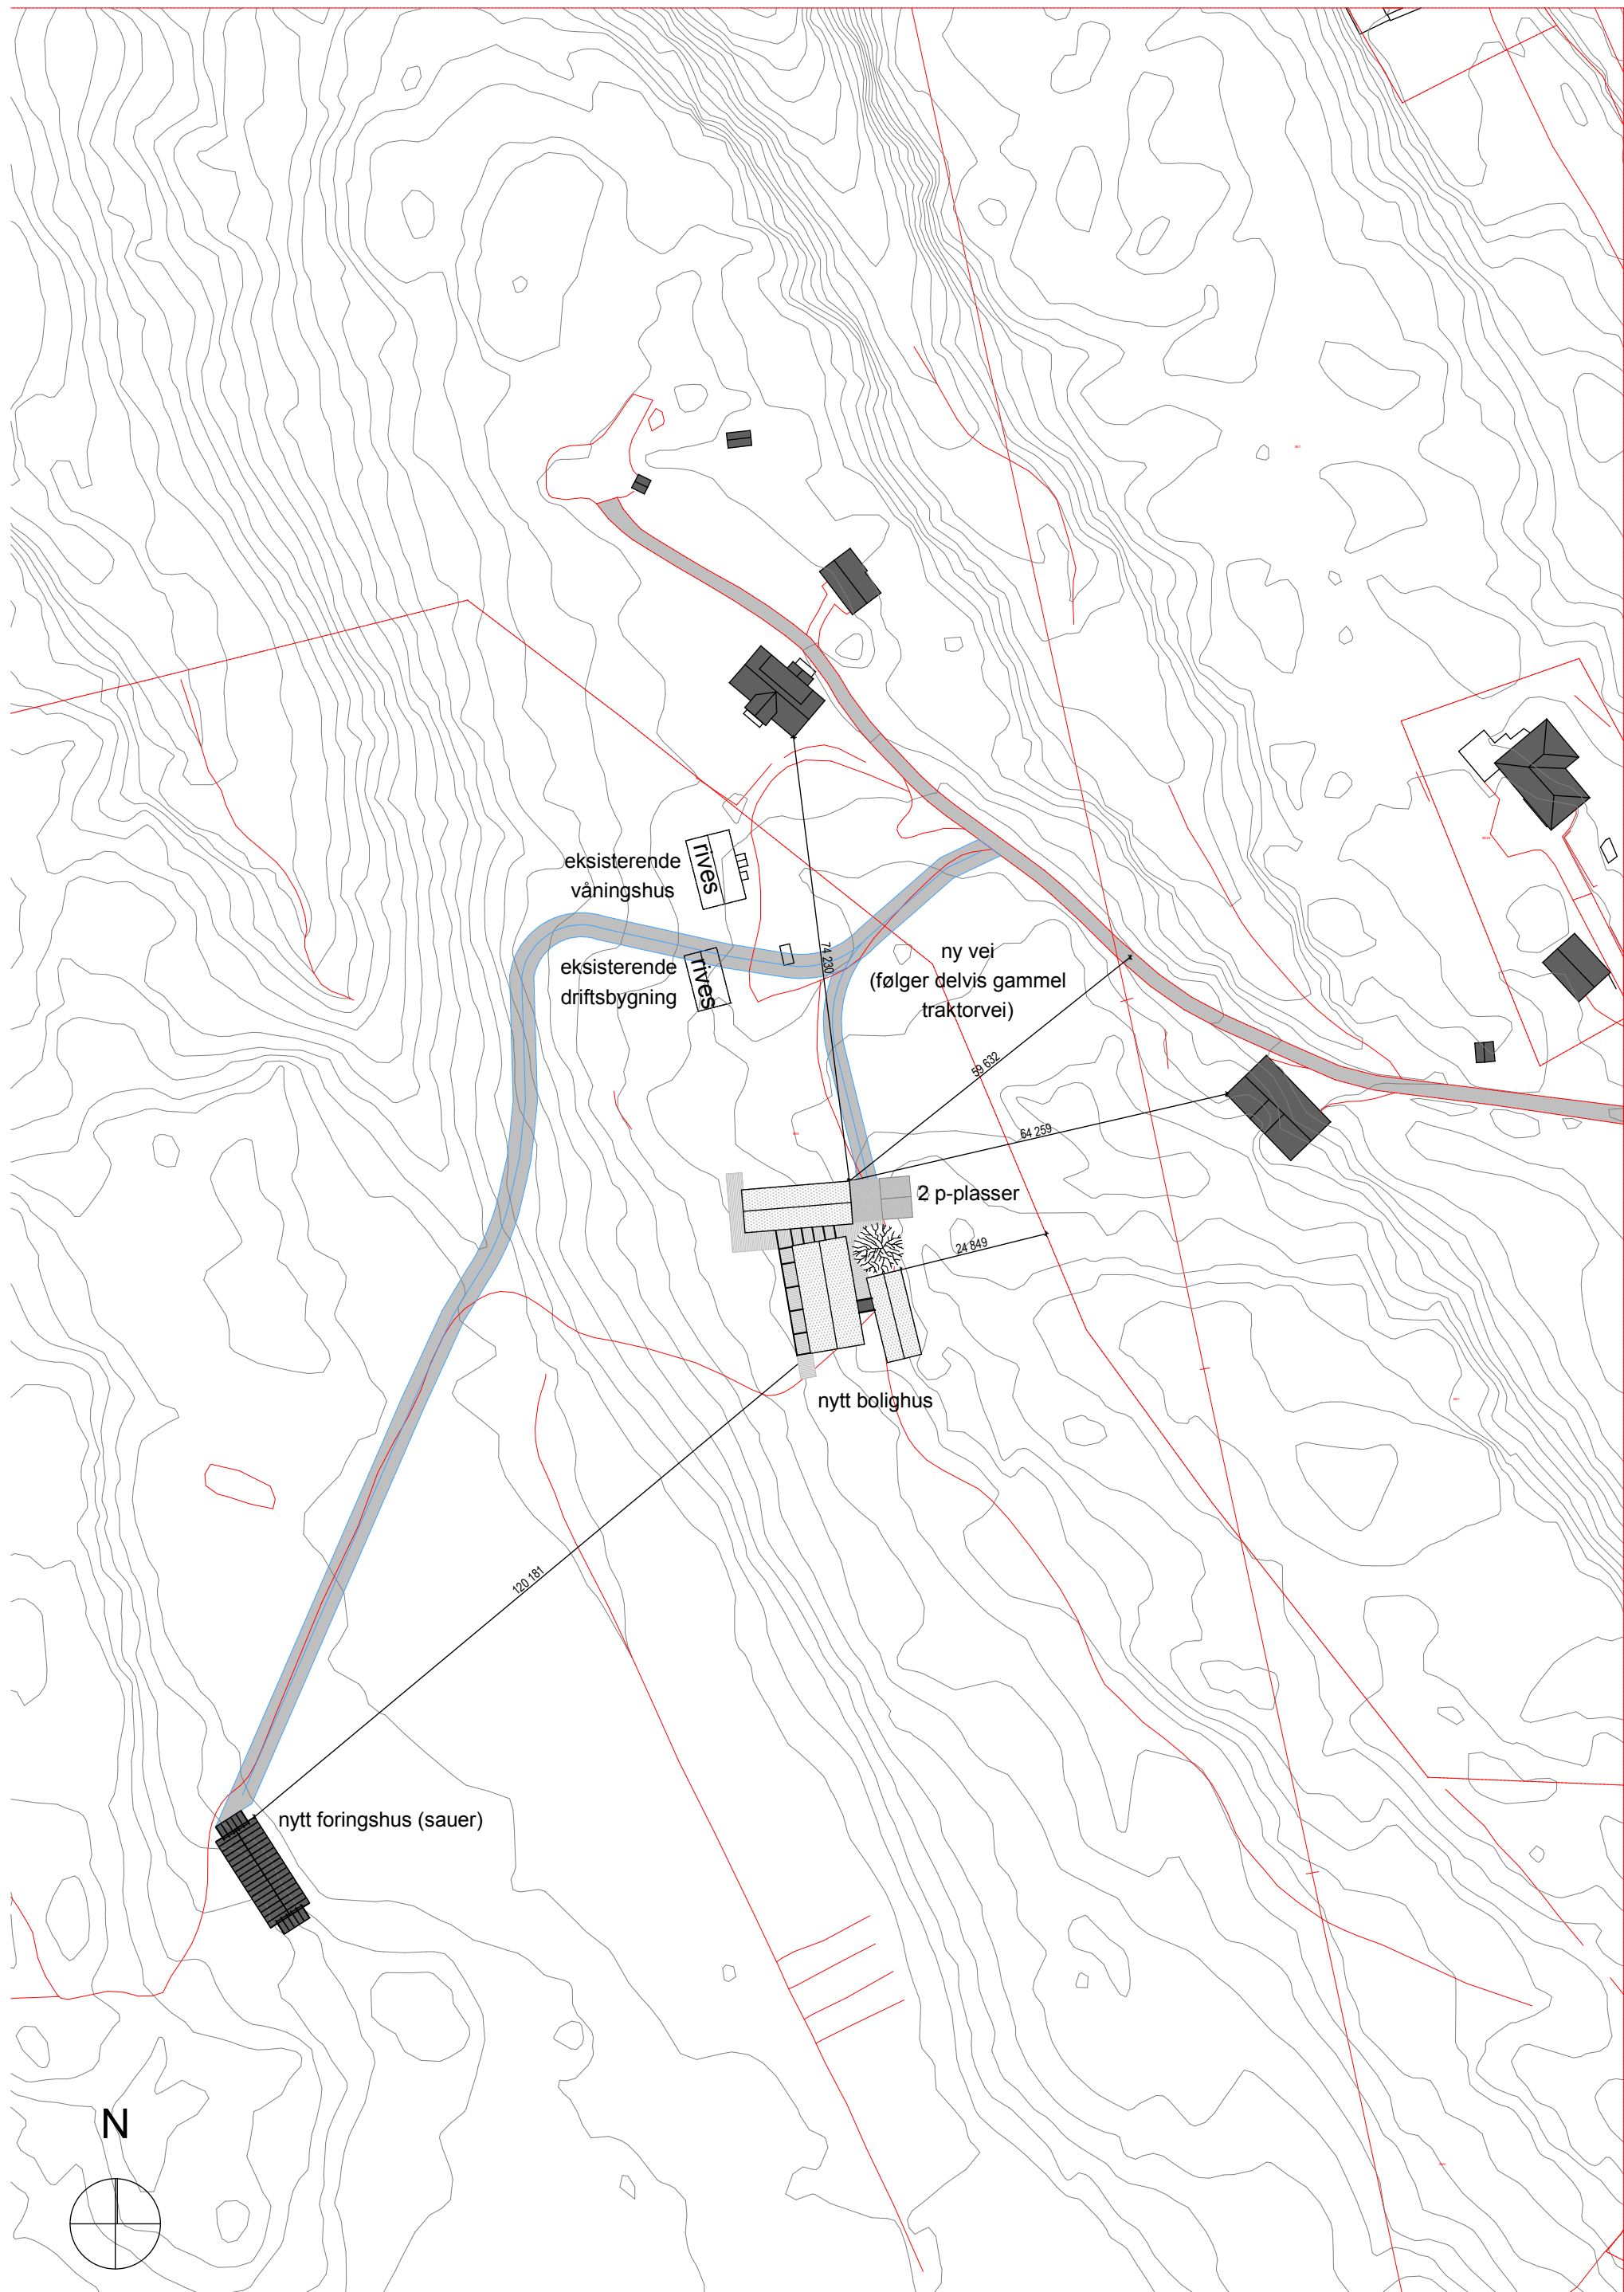 rives
eksisterende
våningshus
eksisterende
driftsbygning
rives
74 230
ny vei
(følger delvis gammel
traktorvei)
59 632
64 259
2 p-plasser
24 849
nytt bolighus
120 181
nytt foringshus (sauer)
N